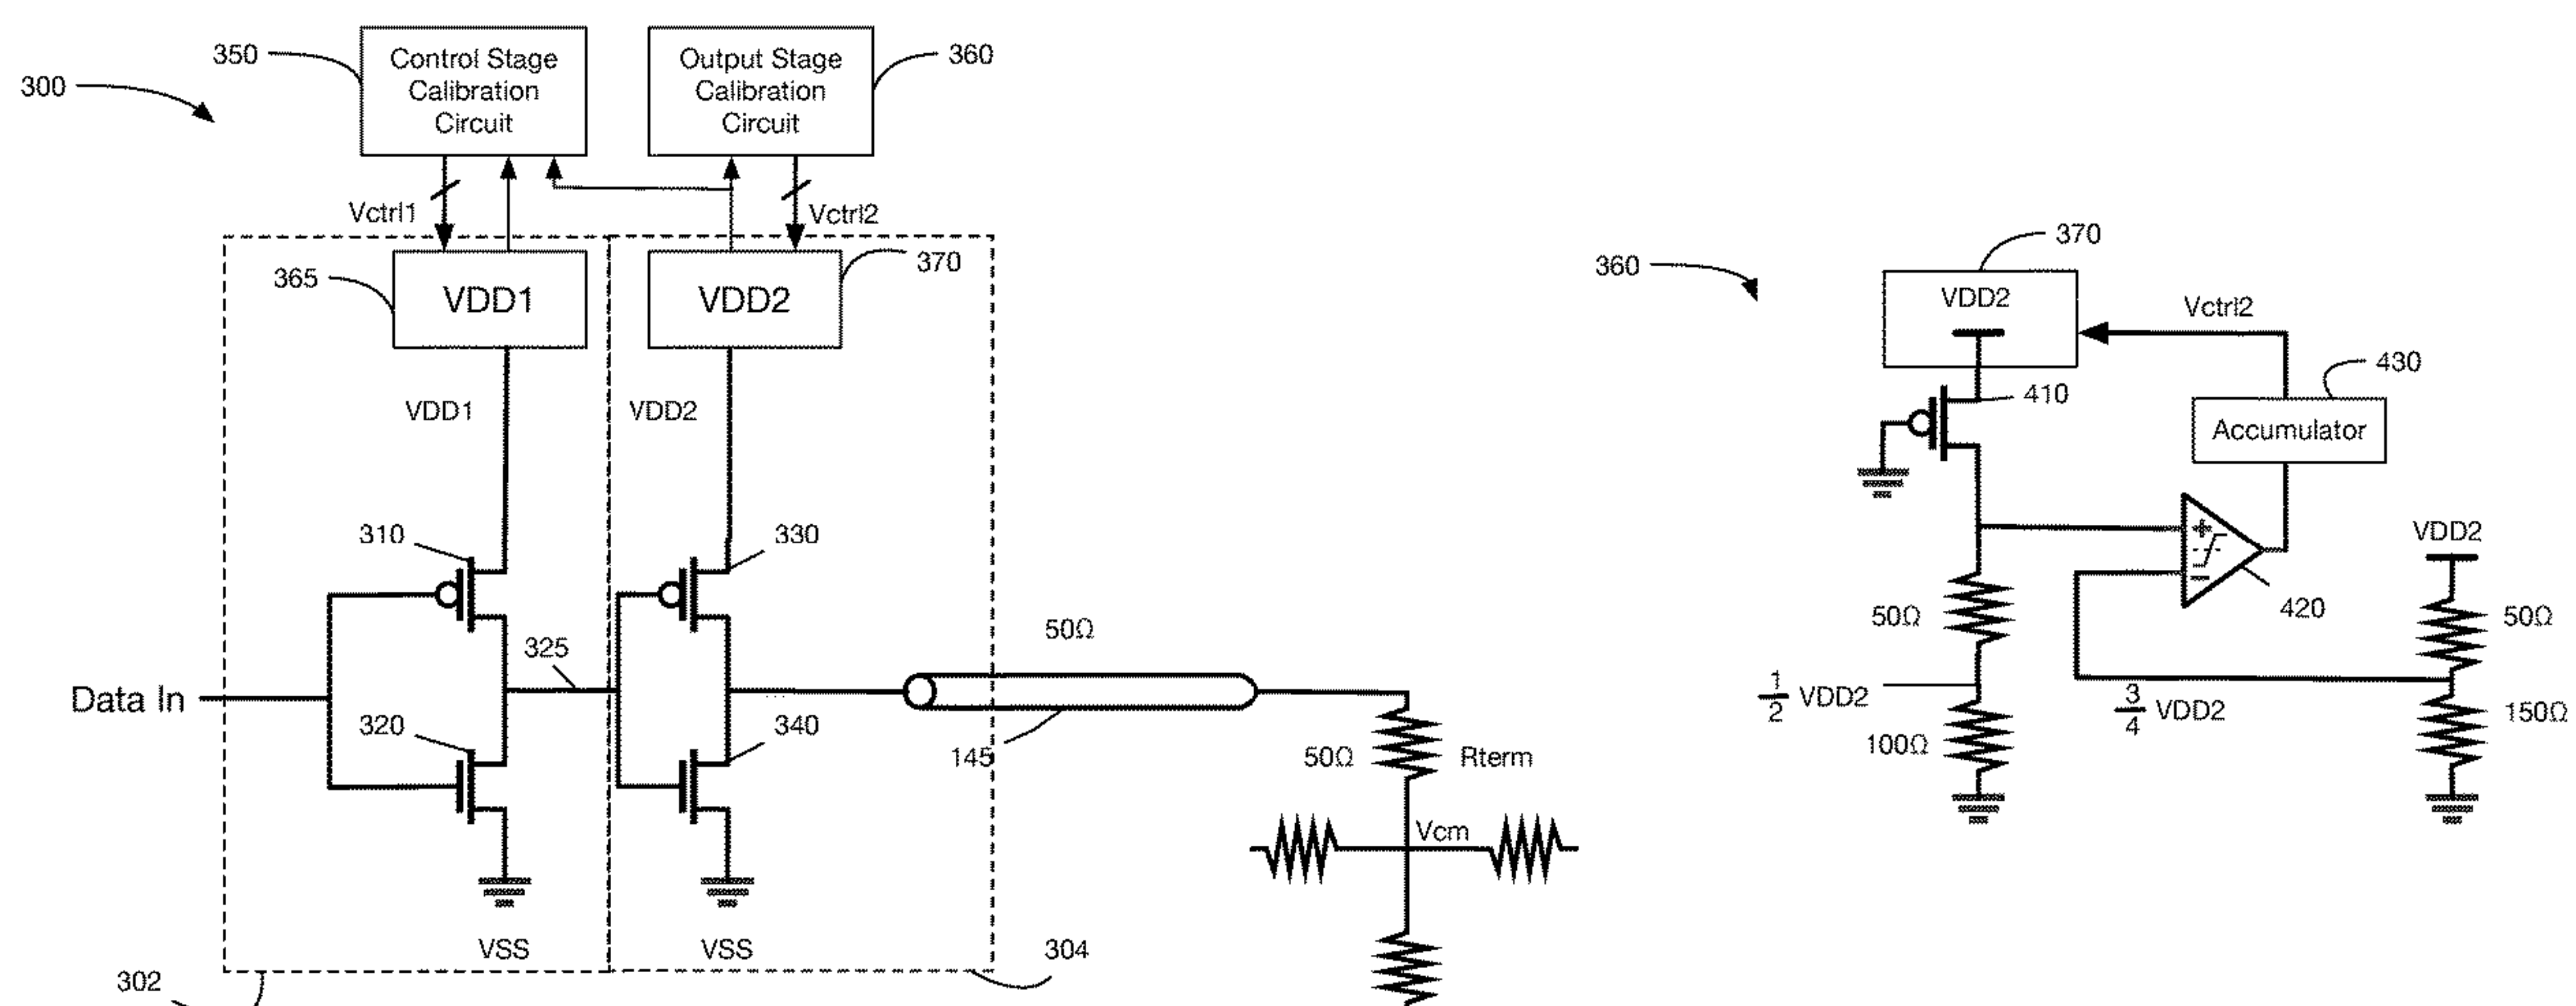 300
350
Control Stage
Calibration
Circuit
Output Stage
Calibration
Circuit
360
Vctrl1
Vctrl2
365
VDD1
VDD2
370
VDD1
VDD2
310
330
325
Data In
320
340
50Ω
145
50Ω
Rterm
Vcm
VSS
VSS
302
304
360
370
VDD2
Vctrl2
430
410
Accumulator
+
−
420
VDD2
50Ω
50Ω
1/2 VDD2
3/4 VDD2
100Ω
150Ω